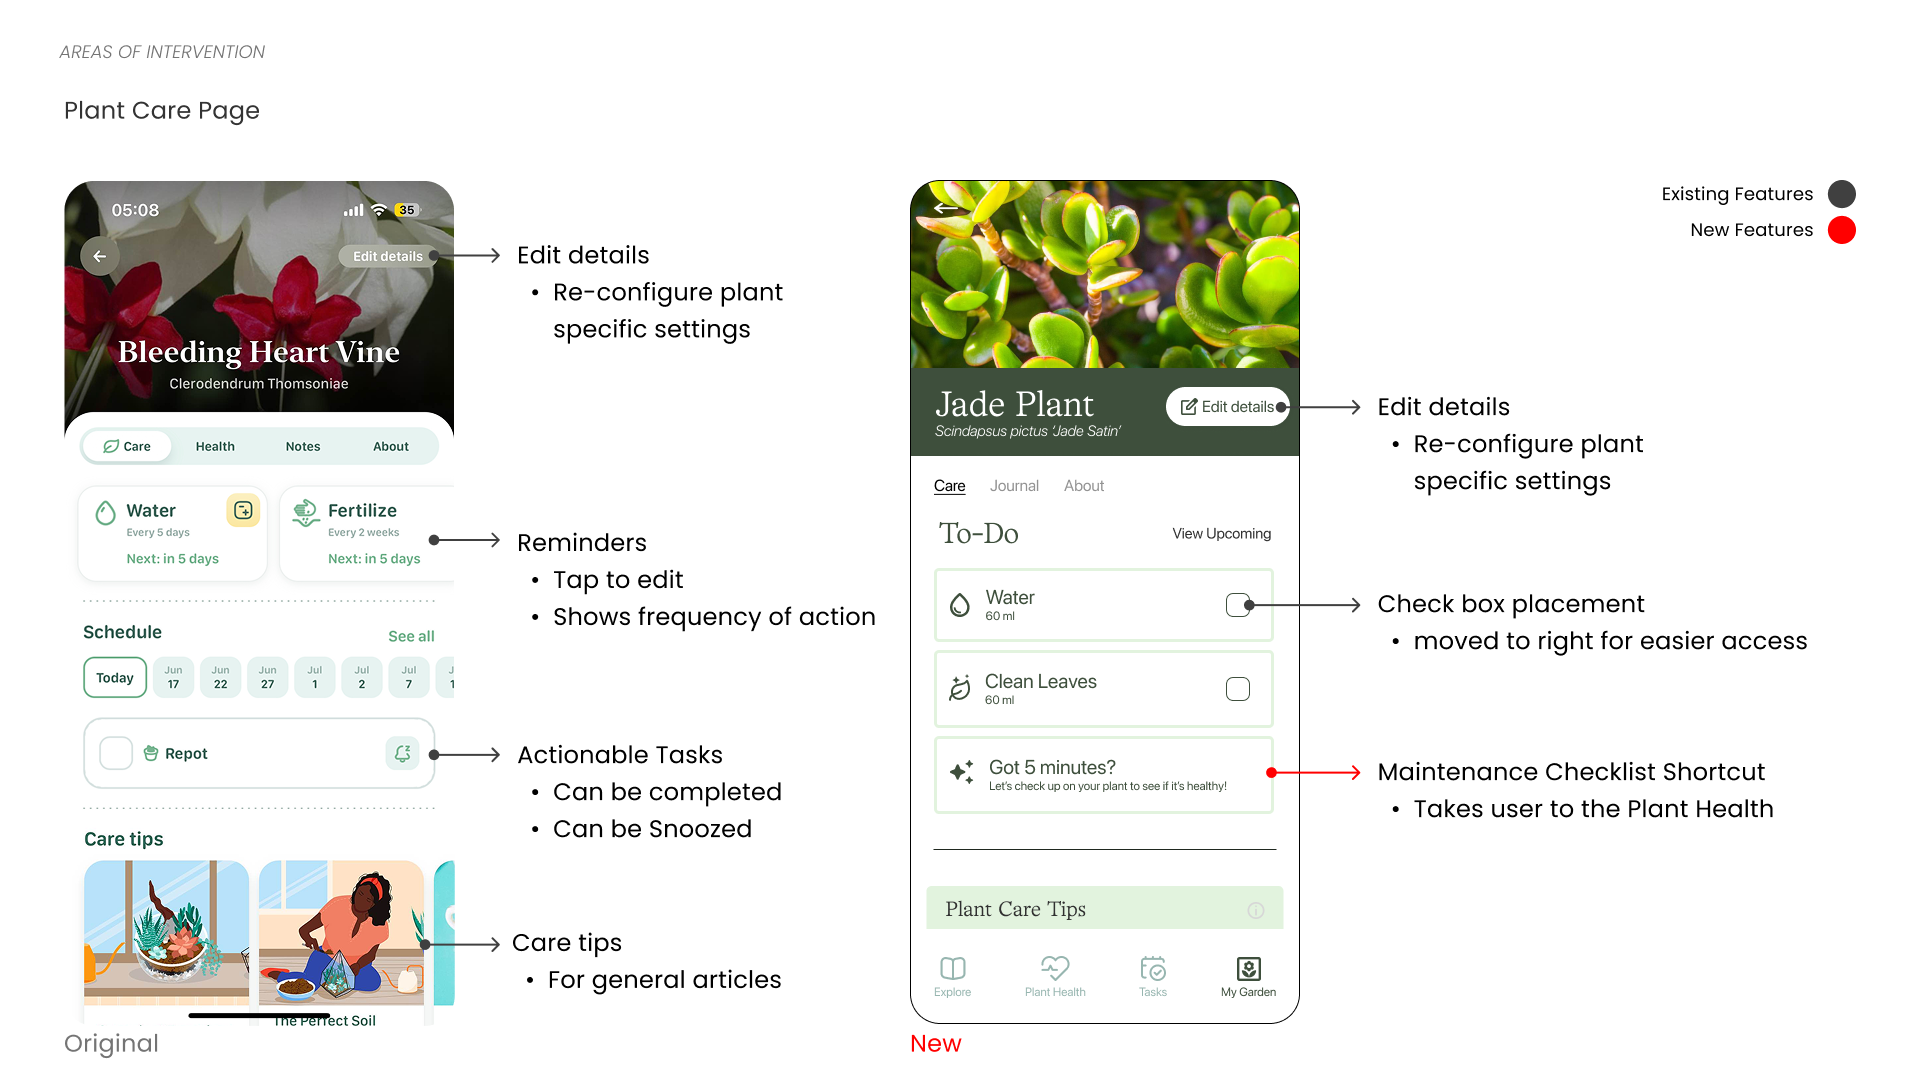 AREAS OF INTERVENTION
Plant Care Page
Existing Features
New Features
05:08
35
Edit details
Bleeding Heart Vine
Clerodendrum Thomsoniae
Care Health Notes About
Water
Every 5 days
Next: in 5 days
Fertilize
Every 2 weeks
Next: in 5 days
Schedule
See all
Today
Jun 17
Jun 22
Jun 27
Jul 1
Jul 2
Jul 7
Repot
Care tips
The Perfect Soil
Original
Edit details
• Re-configure plant
specific settings
Reminders
• Tap to edit
• Shows frequency of action
Actionable Tasks
• Can be completed
• Can be Snoozed
Care tips
• For general articles
Jade Plant
Scindapsus pictus ‘Jade Satin’
Edit details
Care Journal About
To-Do
View Upcoming
Water
60 ml
Clean Leaves
60 ml
Got 5 minutes?
Let’s check up on your plant to see if it’s healthy!
Plant Care Tips
Explore Plant Health Tasks My Garden
New
Edit details
• Re-configure plant
specific settings
Check box placement
• moved to right for easier access
Maintenance Checklist Shortcut
• Takes user to the Plant Health